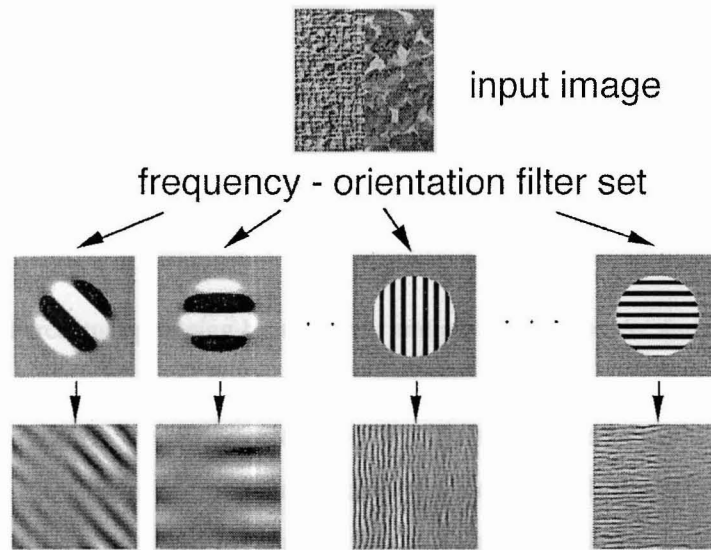 input image
frequency - orientation filter set
. . .
. . . .